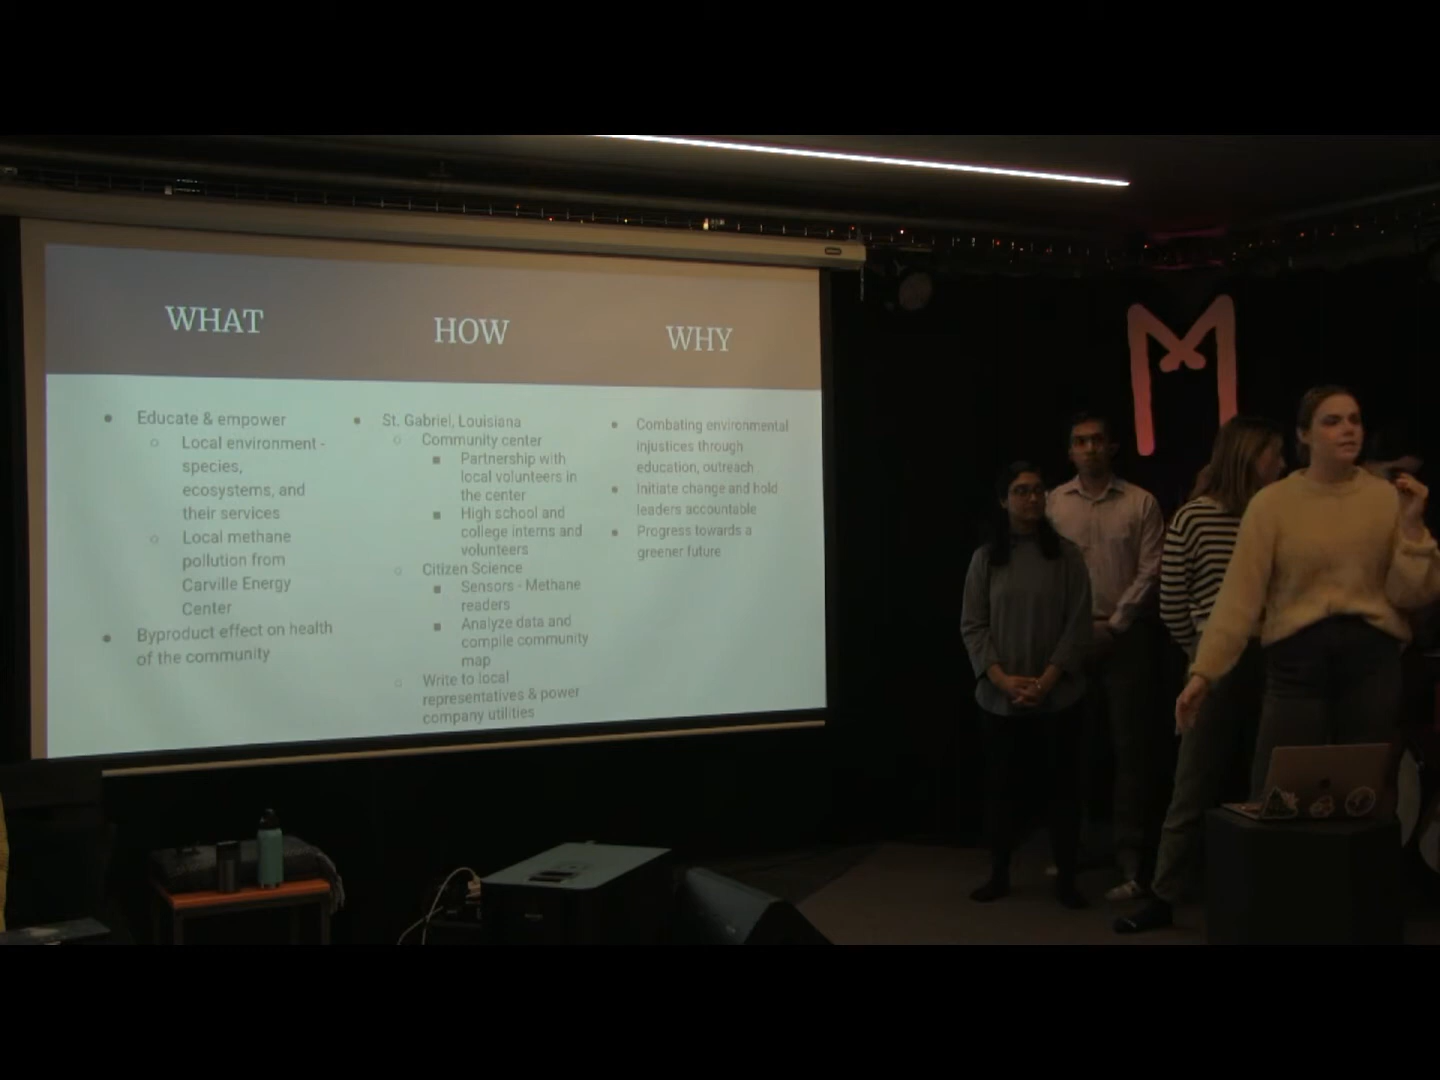 WHAT
HOW
WHY
Educate & empower
Local environment -
species,
ecosystems, and
their services
Local methane
pollution from
Carville Energy
Center
Byproduct effect on health
of the community
St. Gabriel, Louisiana
Community center
Partnership with
local volunteers in
the center
High school and
college interns and
volunteers
Citizen Science
Sensors - Methane
readers
Analyze data and
compile community
map
Write to local
representatives & power
company utilities
Combating environmental
injustices through
education, outreach
Initiate change and hold
leaders accountable
Progress towards a
greener future
M